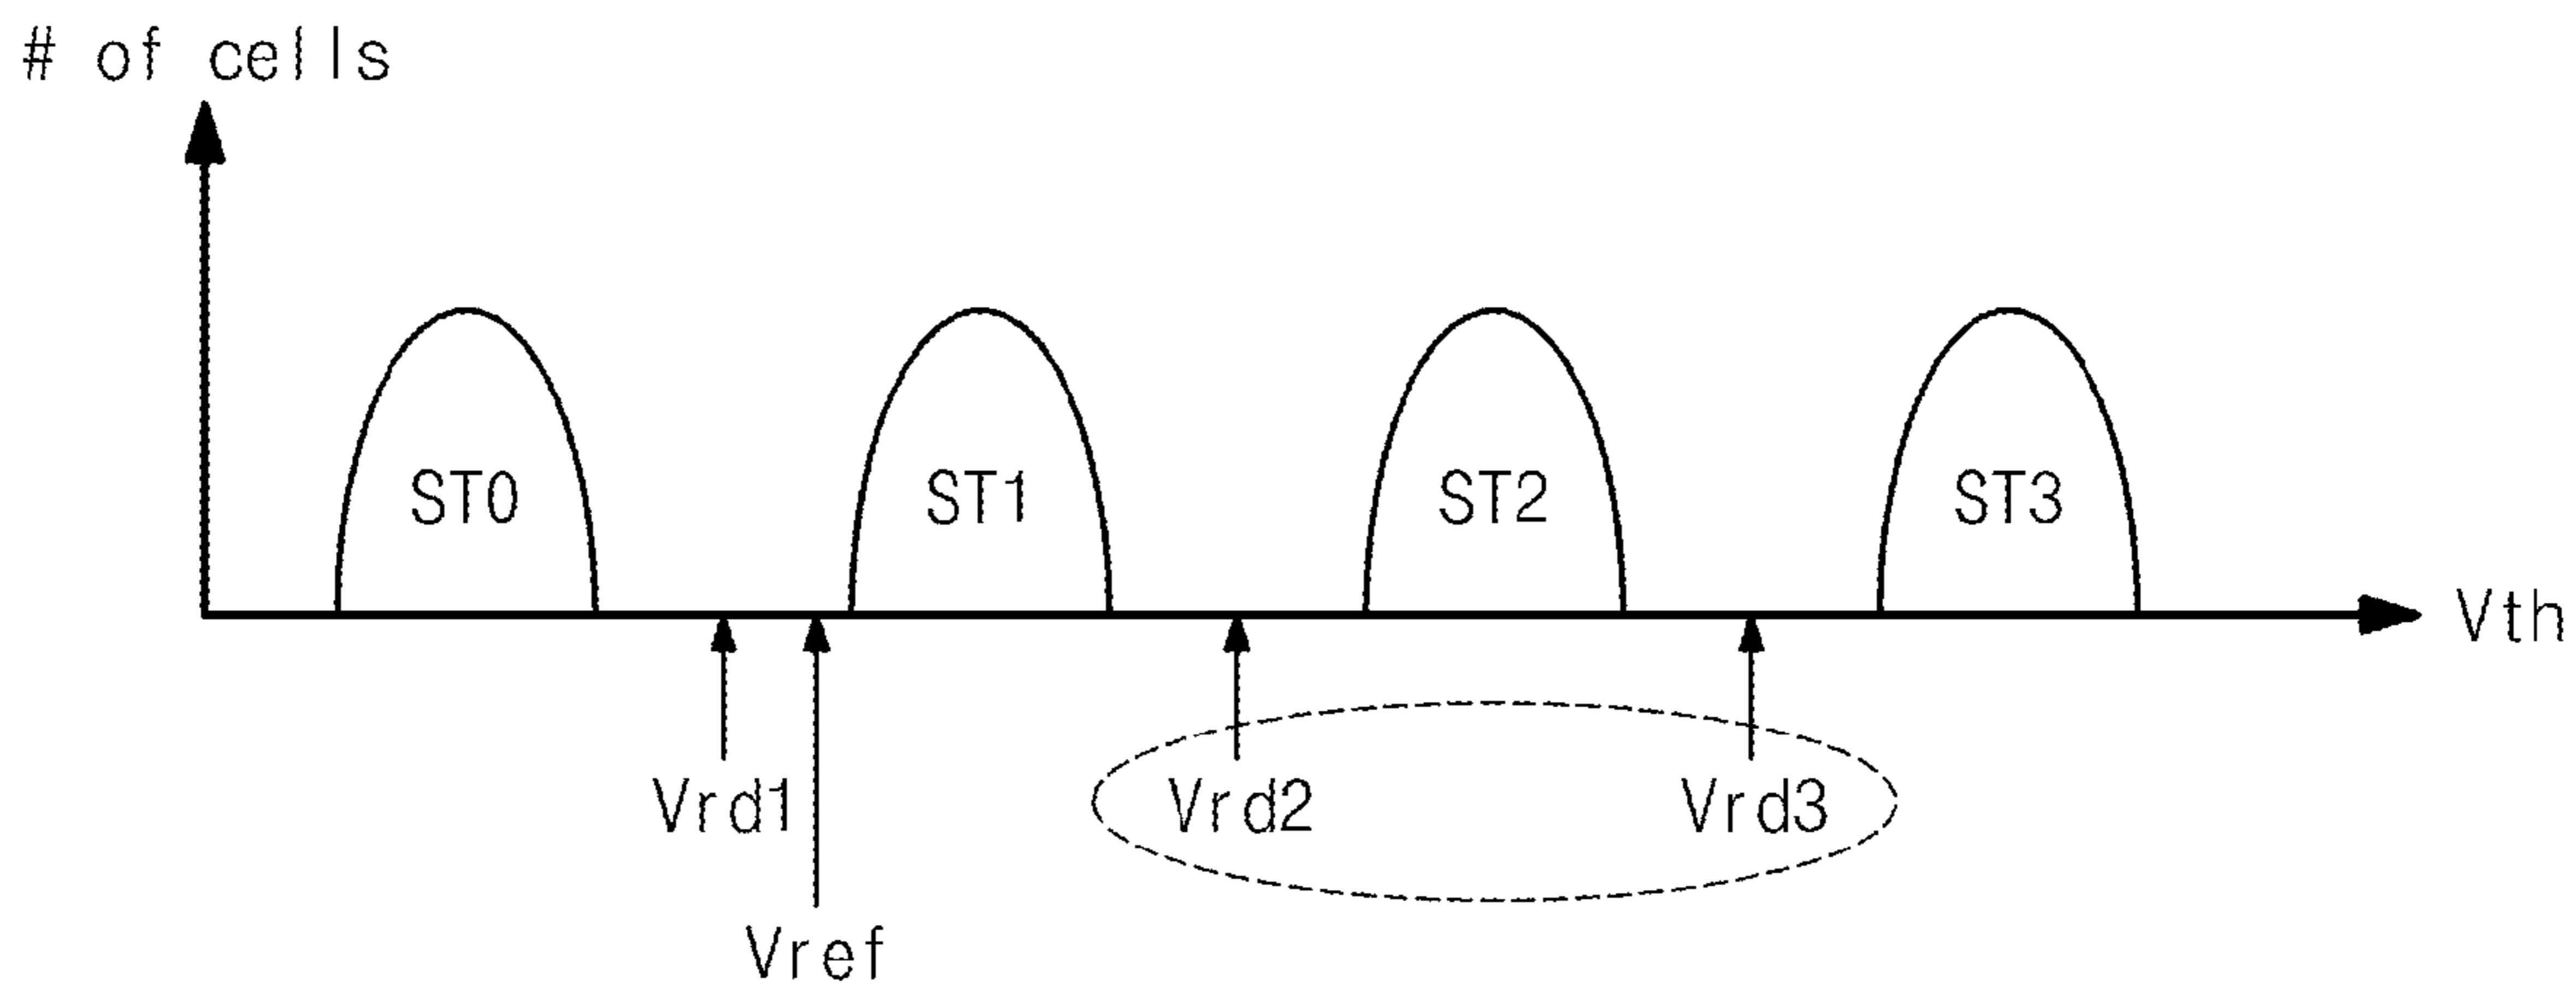 # of cells
ST0 ST1 ST2 ST3
Vth
Vrd1 Vrd2 Vrd3
Vref